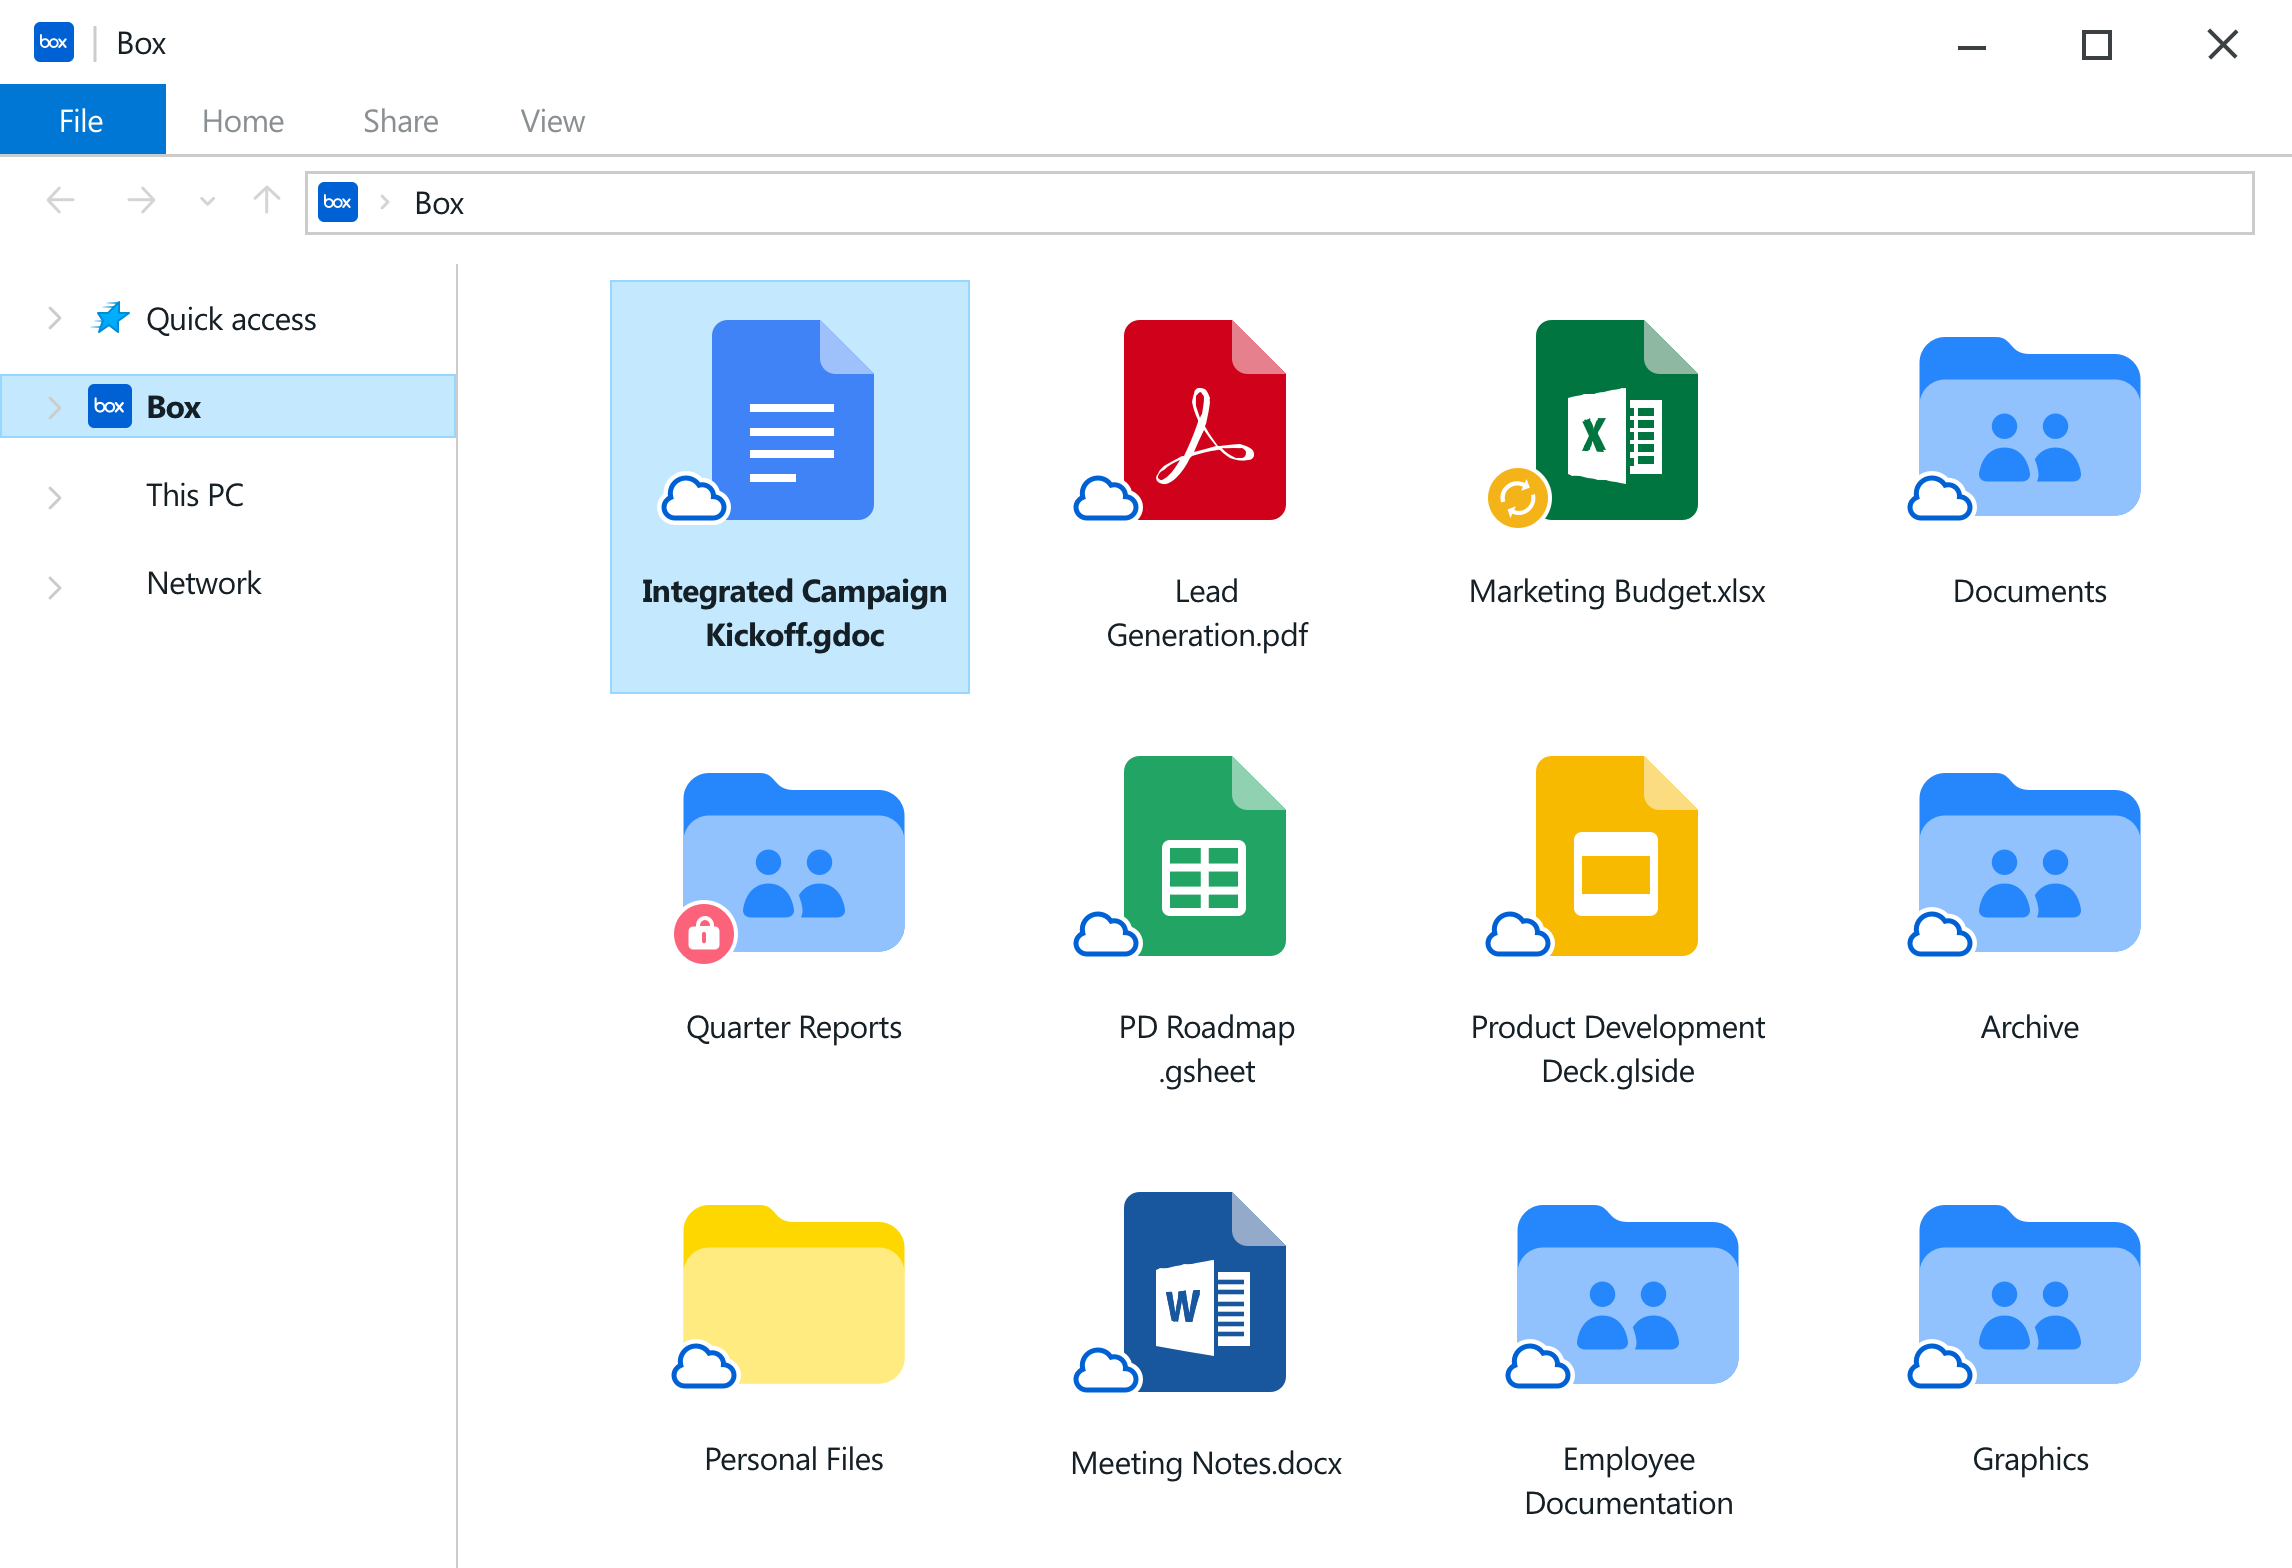 box
Box
File
Home
Share
View
box
Box
Quick access
box
Box
This PC
Network
Integrated Campaign
Kickoff.gdoc
Lead
Generation.pdf
X
Marketing Budget.xlsx
Documents
Quarter Reports
PD Roadmap
.gsheet
Product Development
Deck.glside
Archive
Personal Files
W
Meeting Notes.docx
Employee
Documentation
Graphics